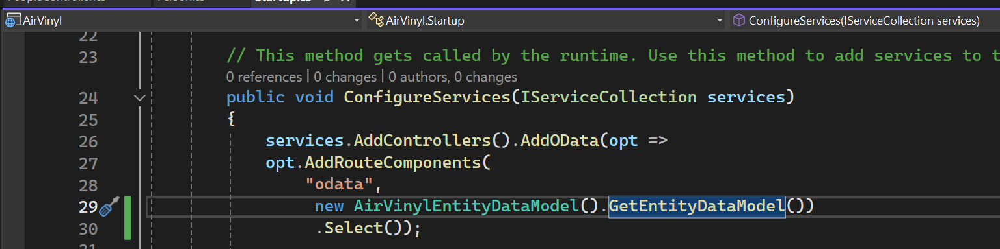 Startup.cs
AirVinyl
AirVinyl.Startup
ConfigureServices(IServiceCollection services)
22
23 // This method gets called by the runtime. Use this method to add services to t
0 references | 0 changes | 0 authors, 0 changes
24 public void ConfigureServices(IServiceCollection services)
25 {
26 services.AddControllers().AddOData(opt =>
27 opt.AddRouteComponents(
28 "odata",
29 new AirVinylEntityDataModel().GetEntityDataModel())
30 .Select());